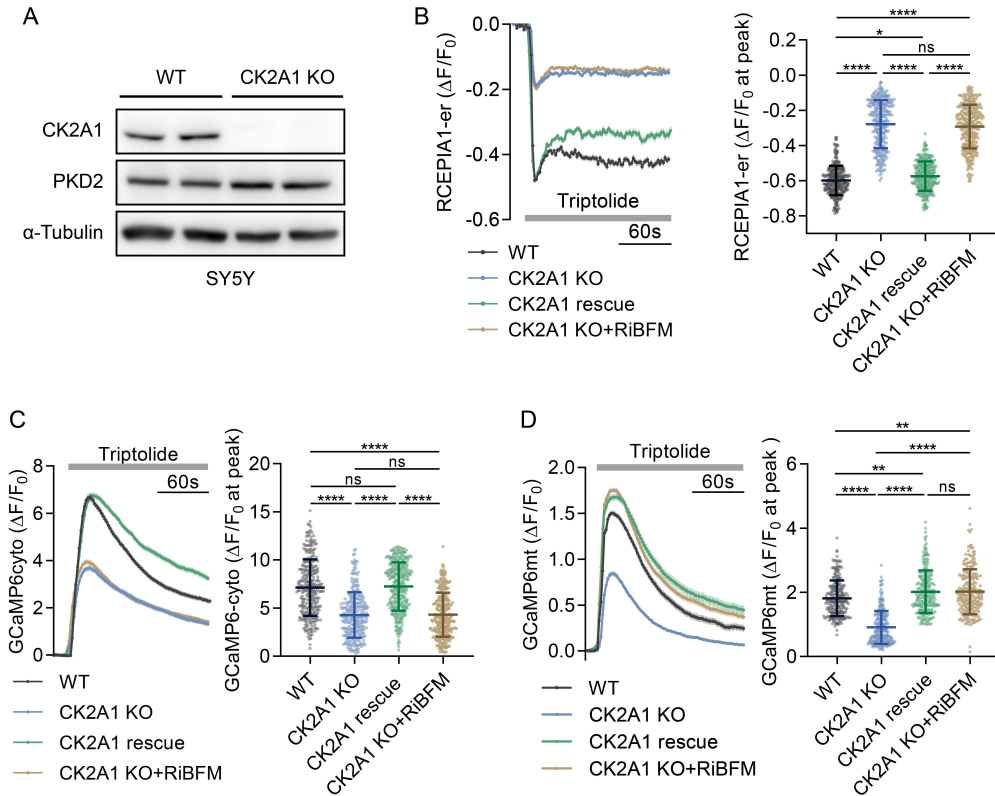 A
WT
CK2A1 KO
CK2A1
PKD2
α-Tubulin
SY5Y
B
RCEPIA1-er (ΔF/F0)
0.0
-0.2
-0.4
-0.6
Triptolide
60s
WT
CK2A1 KO
CK2A1 rescue
CK2A1 KO+RiBFM
RCEPIA1-er (ΔF/F0 at peak)
0.2
0.0
-0.2
-0.4
-0.6
-0.8
****
*
ns
**** **** ****
WT
CK2A1 KO
CK2A1 rescue
CK2A1 KO+RiBFM
C
GCaMP6cyto (ΔF/F0)
8
6
4
2
0
Triptolide
60s
WT
CK2A1 KO
CK2A1 rescue
CK2A1 KO+RiBFM
GCaMP6-cyto (ΔF/F0 at peak)
20
15
10
5
0
****
ns
ns
**** **** ****
WT
CK2A1 KO
CK2A1 rescue
CK2A1 KO+RiBFM
D
GCaMP6mt (ΔF/F0)
2.0
1.5
1.0
0.5
0.0
Triptolide
60s
WT
CK2A1 KO
CK2A1 rescue
CK2A1 KO+RiBFM
GCaMP6mt (ΔF/F0 at peak )
6
4
2
0
**
****
**
**** **** ns
WT
CK2A1 KO
CK2A1 rescue
CK2A1 KO+RiBFM